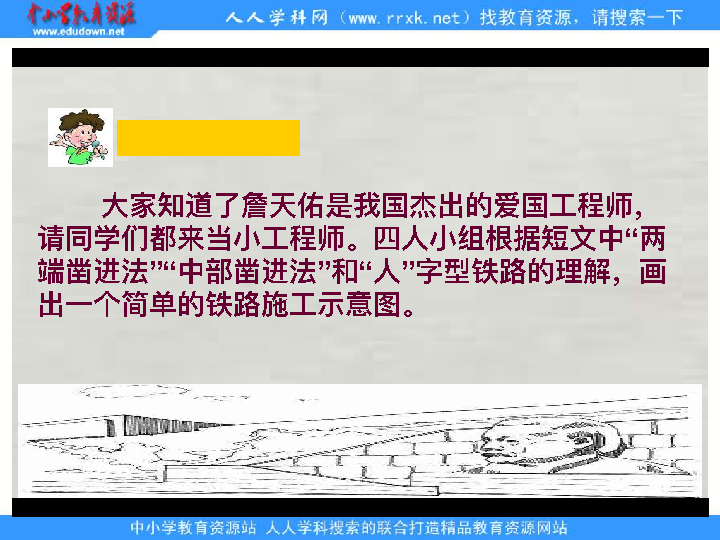 中小学教育资源
www.edudown.net
人人学科网（www.rrxk.net）找教育资源，请搜索一下
大家知道了詹天佑是我国杰出的爱国工程师，
请同学们都来当小工程师。四人小组根据短文中“两
端凿进法”“中部凿进法”和“人”字型铁路的理解，画
出一个简单的铁路施工示意图。
中小学教育资源站 人人学科搜索的联合打造精品教育资源网站